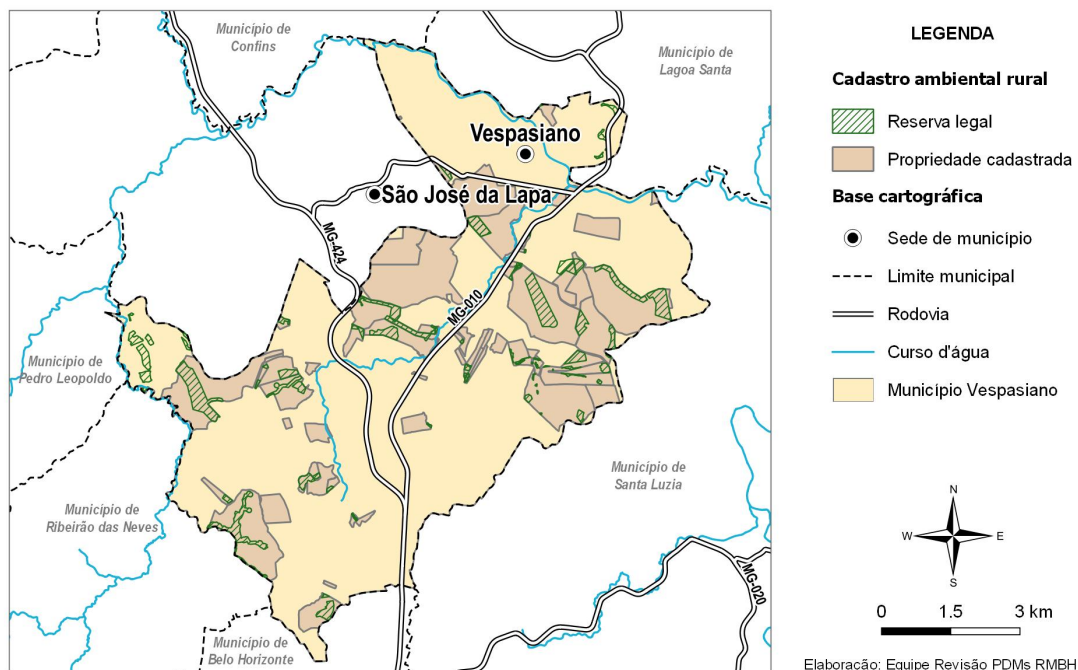 Município de
Confins
Município de
Lagoa Santa
Vespasiano
São José da Lapa
MG-424
MG-010
Município de
Pedro Leopoldo
Município de
Santa Luzia
Município de
Ribeirão das Neves
MG-020
Município de
Belo Horizonte
LEGENDA
Cadastro ambiental rural
Reserva legal
Propriedade cadastrada
Base cartográfica
Sede de município
Limite municipal
Rodovia
Curso d'água
Município Vespasiano
N
W
E
S
0 1.5 3 km
Elaboração: Equipe Revisão PDMs RMBH